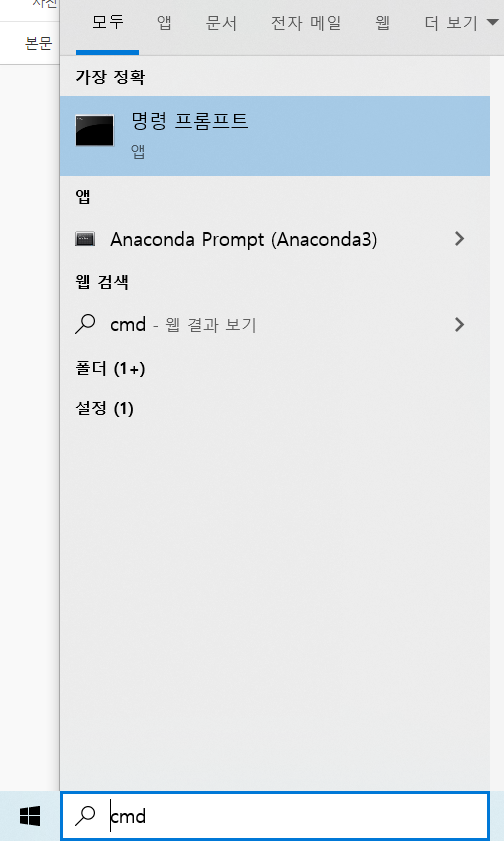 사진
본문
모두 앱 문서 전자 메일 웹 더 보기
가장 정확
명령 프롬프트
앱
앱
Anaconda Prompt (Anaconda3)
웹 검색
cmd - 웹 결과 보기
폴더 (1+)
설정 (1)
cmd